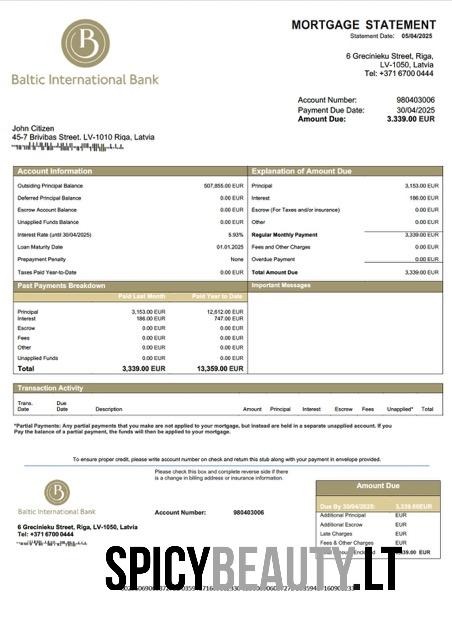 MORTGAGE STATEMENT
Statement Date: 05/04/2025
B
Baltic International Bank
6 Grecinieku Street, Riga,
LV-1050, Latvia
Tel: +371 6700 0444
Account Number: 980403006
Payment Due Date: 30/04/2025
Amount Due: 3.339.00 EUR
John Citizen
45-7 Brivibas Street. LV-1010 Riga, Latvia
Account Information
Outsiding Principal Balance 507,855.00 EUR
Deferred Principal Balance 0.00 EUR
Escrow Account Balance 0.00 EUR
Unapplied Funds Balance 0.00 EUR
Interest Rate (until 30/04/2025) 5.93%
Loan Maturity Date 01.01.2025
Prepayment Penalty None
Taxes Paid Year-to-Date 0.00 EUR
Explanation of Amount Due
Principal 3,153.00 EUR
Interest 186.00 EUR
Escrow (For Taxes and/or insurance) 0.00 EUR
Other 0.00 EUR
Regular Monthly Payment 3,339.00 EUR
Fees and Other Charges 0.00 EUR
Overdue Payment 0.00 EUR
Total Amount Due 3,339.00 EUR
Past Payments Breakdown
Paid Last Month Paid Year to Date
Principal 3,153.00 EUR 12,612.00 EUR
Interest 186.00 EUR 747.00 EUR
Escrow 0.00 EUR 0.00 EUR
Fees 0.00 EUR 0.00 EUR
Other 0.00 EUR 0.00 EUR
Unapplied Funds 0.00 EUR 0.00 EUR
Total 3,339.00 EUR 13,359.00 EUR
Important Messages
Transaction Activity
Trans. Date Due Date Description Amount Principal Interest Escrow Fees Unapplied* Total
*Partial Payments: Any partial payments that you make are not applied to your mortgage, but instead are held in a separate unapplied account. If you
Pay the balance of a partial payment, the funds will then be applied to your mortgage.
To ensure proper credit, please write account number on check and return this stub along with your payment in envelope provided.
Please check this box and complete reverse side if there
is a change in billing address or insurance information.
B
Baltic International Bank
Account Number: 980403006
6 Grecinieku Street, Riga, LV-1050, Latvia
Tel: +371 6700 0444
Amount Due
Due By 30/04/2025: 3,339.00EUR
Additional Principal EUR
Additional Escrow EUR
Late Charges EUR
Fees & Other Charges EUR
SPICYBEAUTY.LT